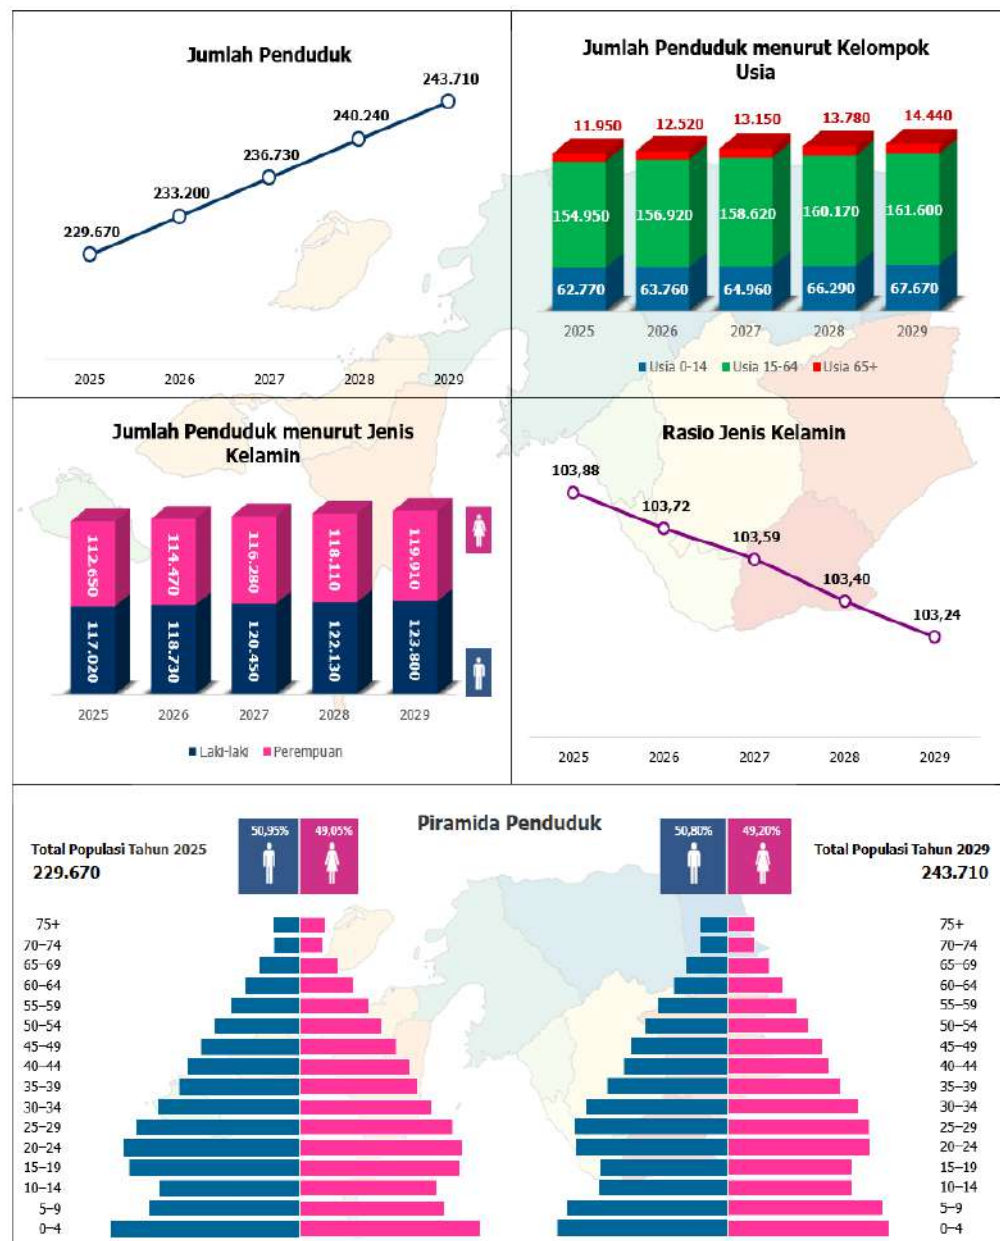 Jumlah Penduduk
243.710
240.240
236.730
233.200
229.670
2025 2026 2027 2028 2029
Jumlah Penduduk menurut Kelompok
Usia
11.950 12.520 13.150 13.780 14.440
154.950 156.920 158.620 160.170 161.600
62.770 63.760 64.960 66.290 67.670
2025 2026 2027 2028 2029
Usia 0-14 Usia 15-64 Usia 65+
Jumlah Penduduk menurut Jenis
Kelamin
112.650 114.470 116.280 118.110 119.910
117.020 118.730 120.450 122.130 123.800
2025 2026 2027 2028 2029
Laki-laki Perempuan
Rasio Jenis Kelamin
103,88
103,72
103,59
103,40
103,24
2025 2026 2027 2028 2029
Piramida Penduduk
50,95% 49,05%
Total Populasi Tahun 2025
229.670
50,80% 49,20%
Total Populasi Tahun 2029
243.710
75+ 75+
70–74 70–74
65–69 65–69
60–64 60–64
55–59 55–59
50–54 50–54
45–49 45–49
40–44 40–44
35–39 35–39
30–34 30–34
25–29 25–29
20–24 20–24
15–19 15–19
10–14 10–14
5–9 5–9
0–4 0–4